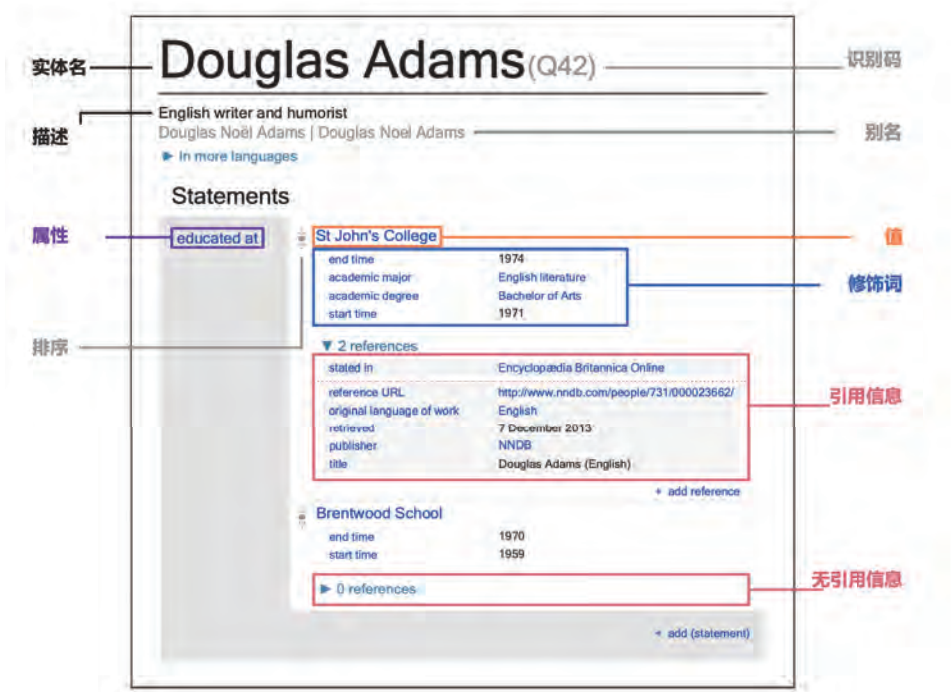 实体名 Douglas Adams(Q42) 识别码
描述 English writer and humorist
Douglas Noël Adams | Douglas Noel Adams 别名
In more languages
Statements
属性 educated at St John's College 值
end time 1974
academic major English literature 修饰词
academic degree Bachelor of Arts
start time 1971
排序 2 references
stated in Encyclopædia Britannica Online
reference URL http://www.nndb.com/people/731/000023662/ 引用信息
original language of work English
retrieved 7 December 2013
publisher NNDB
title Douglas Adams (English)
+ add reference
Brentwood School
end time 1970
start time 1959
0 references 无引用信息
+ add (statement)